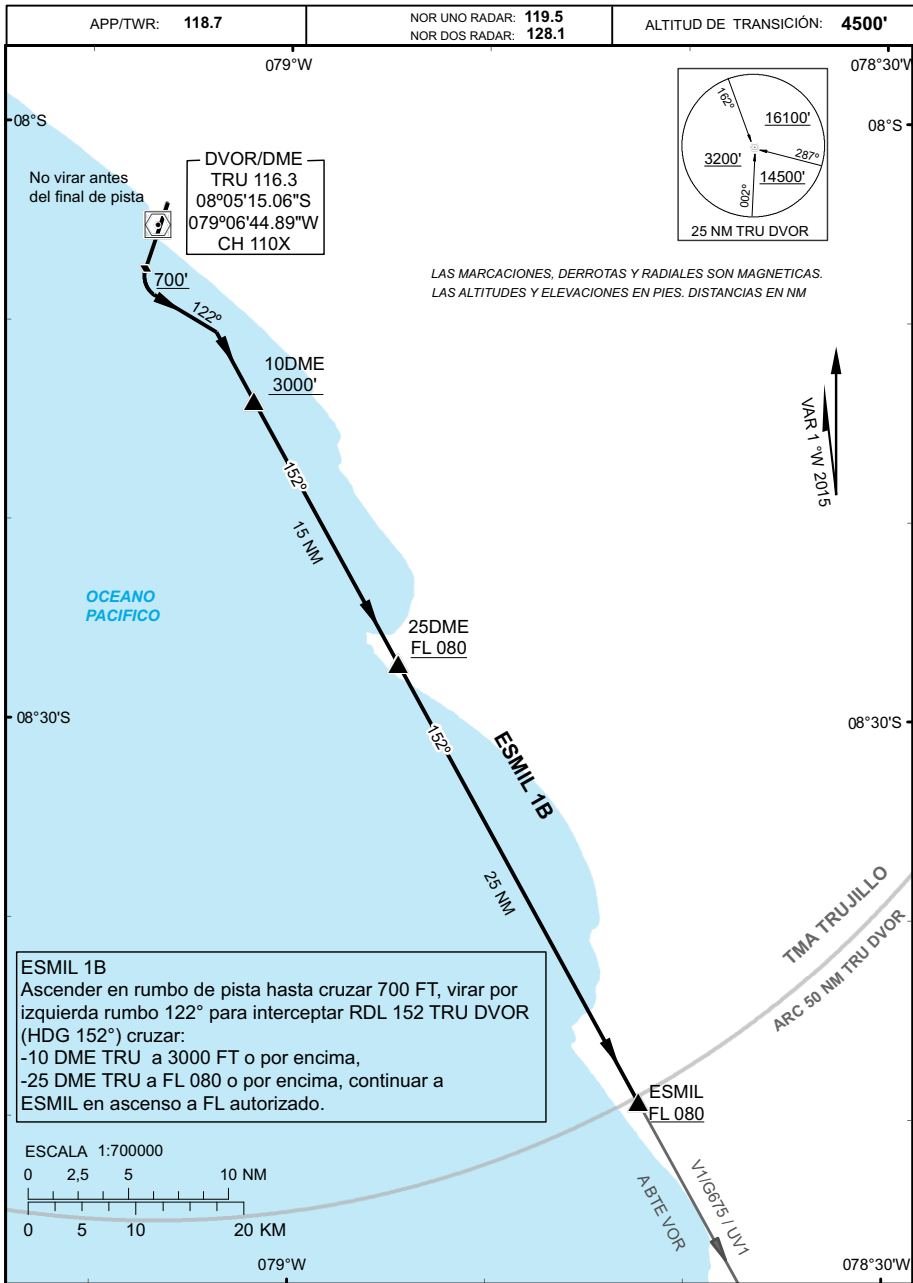 APP/TWR: 118.7
NOR UNO RADAR: 119.5
NOR DOS RADAR: 128.1
ALTITUD DE TRANSICIÓN: 4500'
079°W
078°30'W
08°S
08°S
No virar antes
del final de pista
DVOR/DME
TRU 116.3
08°05'15.06"S
079°06'44.89"W
CH 110X
162°
16100'
3200'
287°
14500'
002°
25 NM TRU DVOR
LAS MARCACIONES, DERROTAS Y RADIALES SON MAGNETICAS.
LAS ALTITUDES Y ELEVACIONES EN PIES. DISTANCIAS EN NM
700'
122°
10DME
3000'
VAR 1 °W 2015
152°
15 NM
OCEANO
PACIFICO
25DME
FL 080
08°30'S
08°30'S
152°
ESMIL 1B
25 NM
TMA TRUJILLO
ARC 50 NM TRU DVOR
ESMIL 1B
Ascender en rumbo de pista hasta cruzar 700 FT, virar por
izquierda rumbo 122° para interceptar RDL 152 TRU DVOR
(HDG 152°) cruzar:
-10 DME TRU a 3000 FT o por encima,
-25 DME TRU a FL 080 o por encima, continuar a
ESMIL en ascenso a FL autorizado.
ESMIL
FL 080
ESCALA 1:700000
0 2,5 5 10 NM
0 5 10 20 KM
V1/G675 / UV1
A BTE VOR
079°W
078°30'W